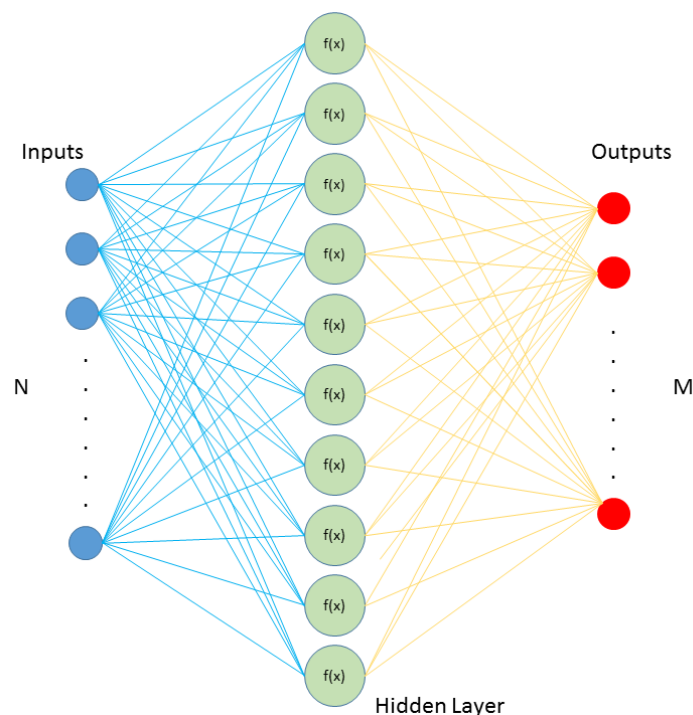 f(x)
f(x)
Inputs
Outputs
f(x)
f(x)
f(x)
N
M
f(x)
f(x)
f(x)
f(x)
f(x)
Hidden Layer